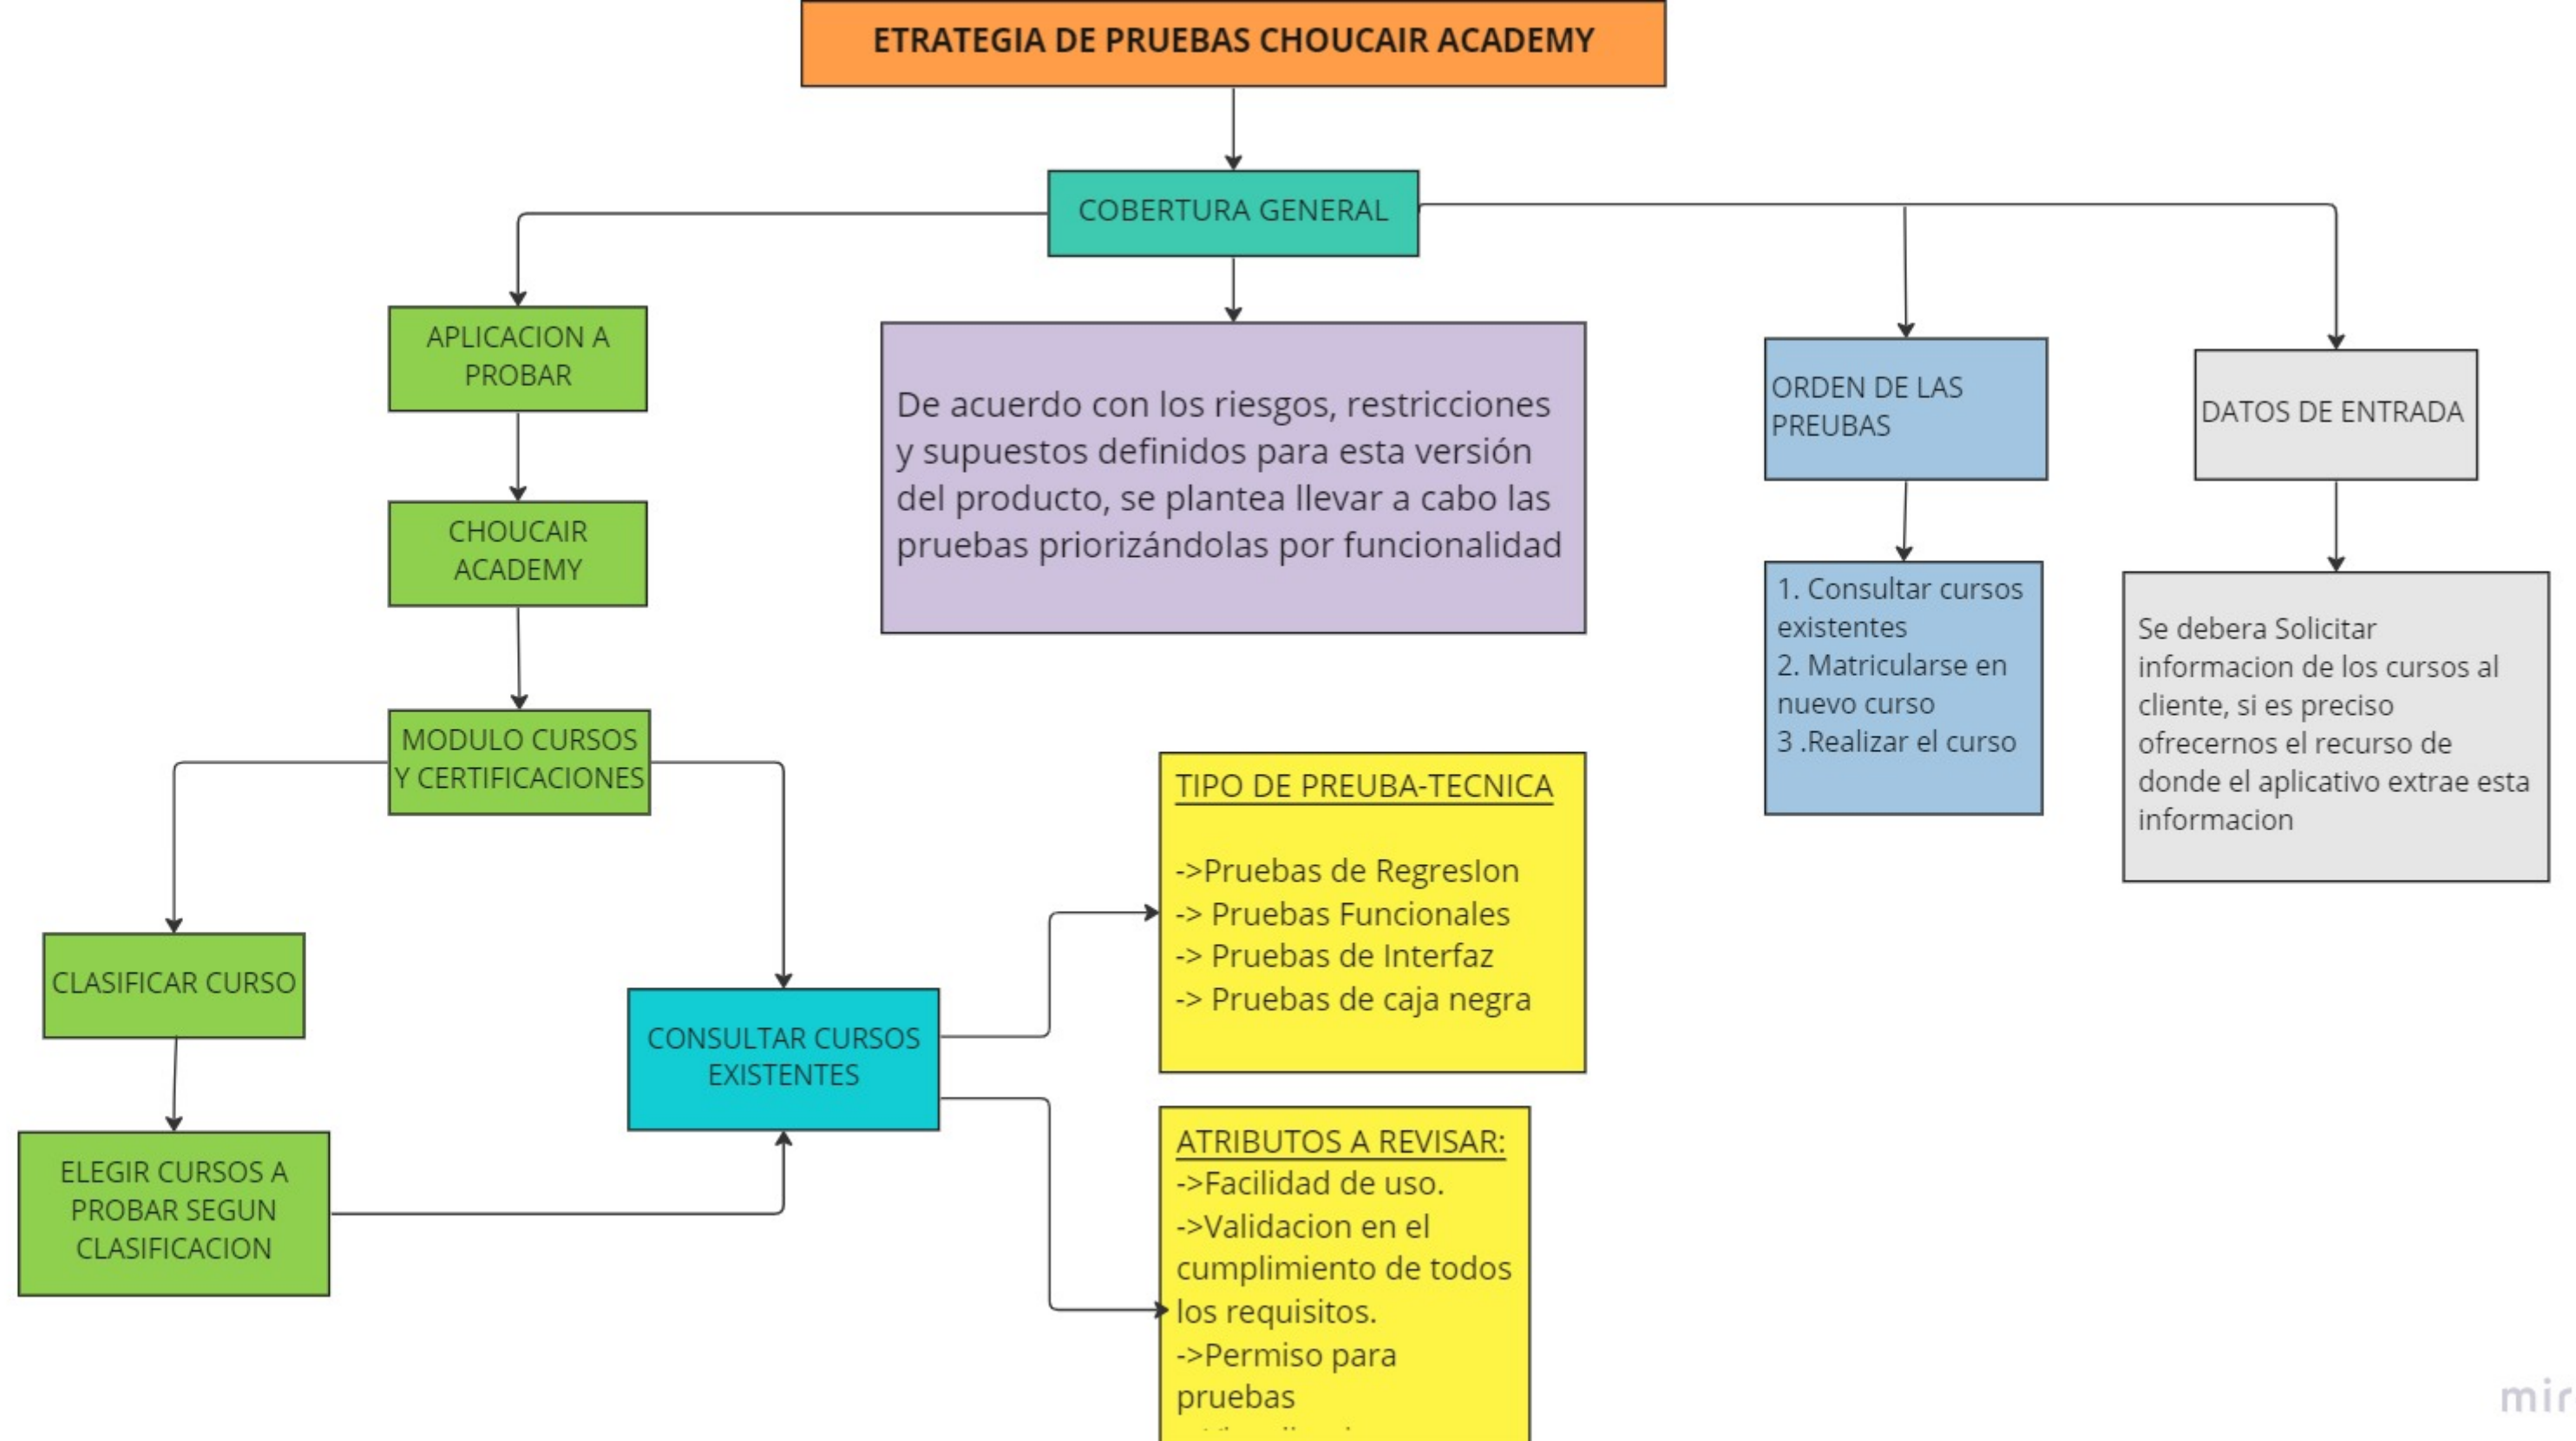 ETRATEGIA DE PRUEBAS CHOUCAIR ACADEMY
COBERTURA GENERAL
APLICACION A
PROBAR
CHOUCAIR
ACADEMY
MODULO CURSOS
Y CERTIFICACIONES
CLASIFICAR CURSO
ELEGIR CURSOS A
PROBAR SEGUN
CLASIFICACION
CONSULTAR CURSOS
EXISTENTES
De acuerdo con los riesgos, restricciones
y supuestos definidos para esta versión
del producto, se plantea llevar a cabo las
pruebas priorizándolas por funcionalidad
TIPO DE PREUBA-TECNICA
->Pruebas de RegresIon
-> Pruebas Funcionales
-> Pruebas de Interfaz
-> Pruebas de caja negra
ATRIBUTOS A REVISAR:
->Facilidad de uso.
->Validacion en el
cumplimiento de todos
los requisitos.
->Permiso para
pruebas
ORDEN DE LAS
PREUBAS
1. Consultar cursos
existentes
2. Matricularse en
nuevo curso
3 .Realizar el curso
DATOS DE ENTRADA
Se debera Solicitar
informacion de los cursos al
cliente, si es preciso
ofrecernos el recurso de
donde el aplicativo extrae esta
informacion
mir